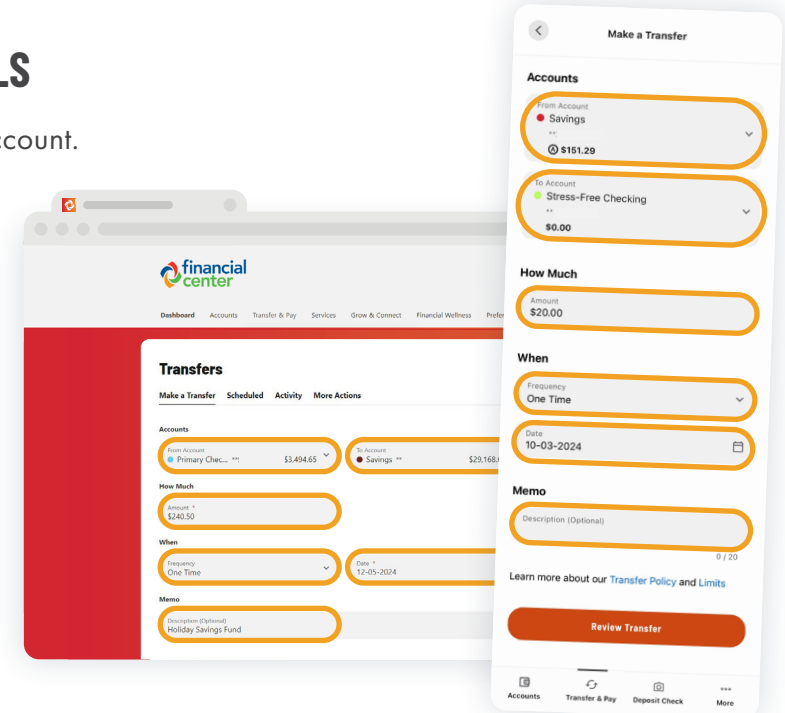 LS
ccount.
financial
center
Dashboard Accounts Transfer & Pay Services Grow & Connect Financial Wellness Prefer
Transfers
Make a Transfer Scheduled Activity More Actions
Accounts
From Account
Primary Chec... ** $3,494.65
To Account
Savings ** $29,168.
How Much
Amount *
$240.50
When
Frequency
One Time
Date *
12-05-2024
Memo
Description (Optional)
Holiday Savings Fund
Make a Transfer
Accounts
From Account
Savings
**
A $151.29
To Account
Stress-Free Checking
**
$0.00
How Much
Amount
$20.00
When
Frequency
One Time
Date
10-03-2024
Memo
Description (Optional)
0 / 20
Learn more about our Transfer Policy and Limits
Review Transfer
Accounts Transfer & Pay Deposit Check More